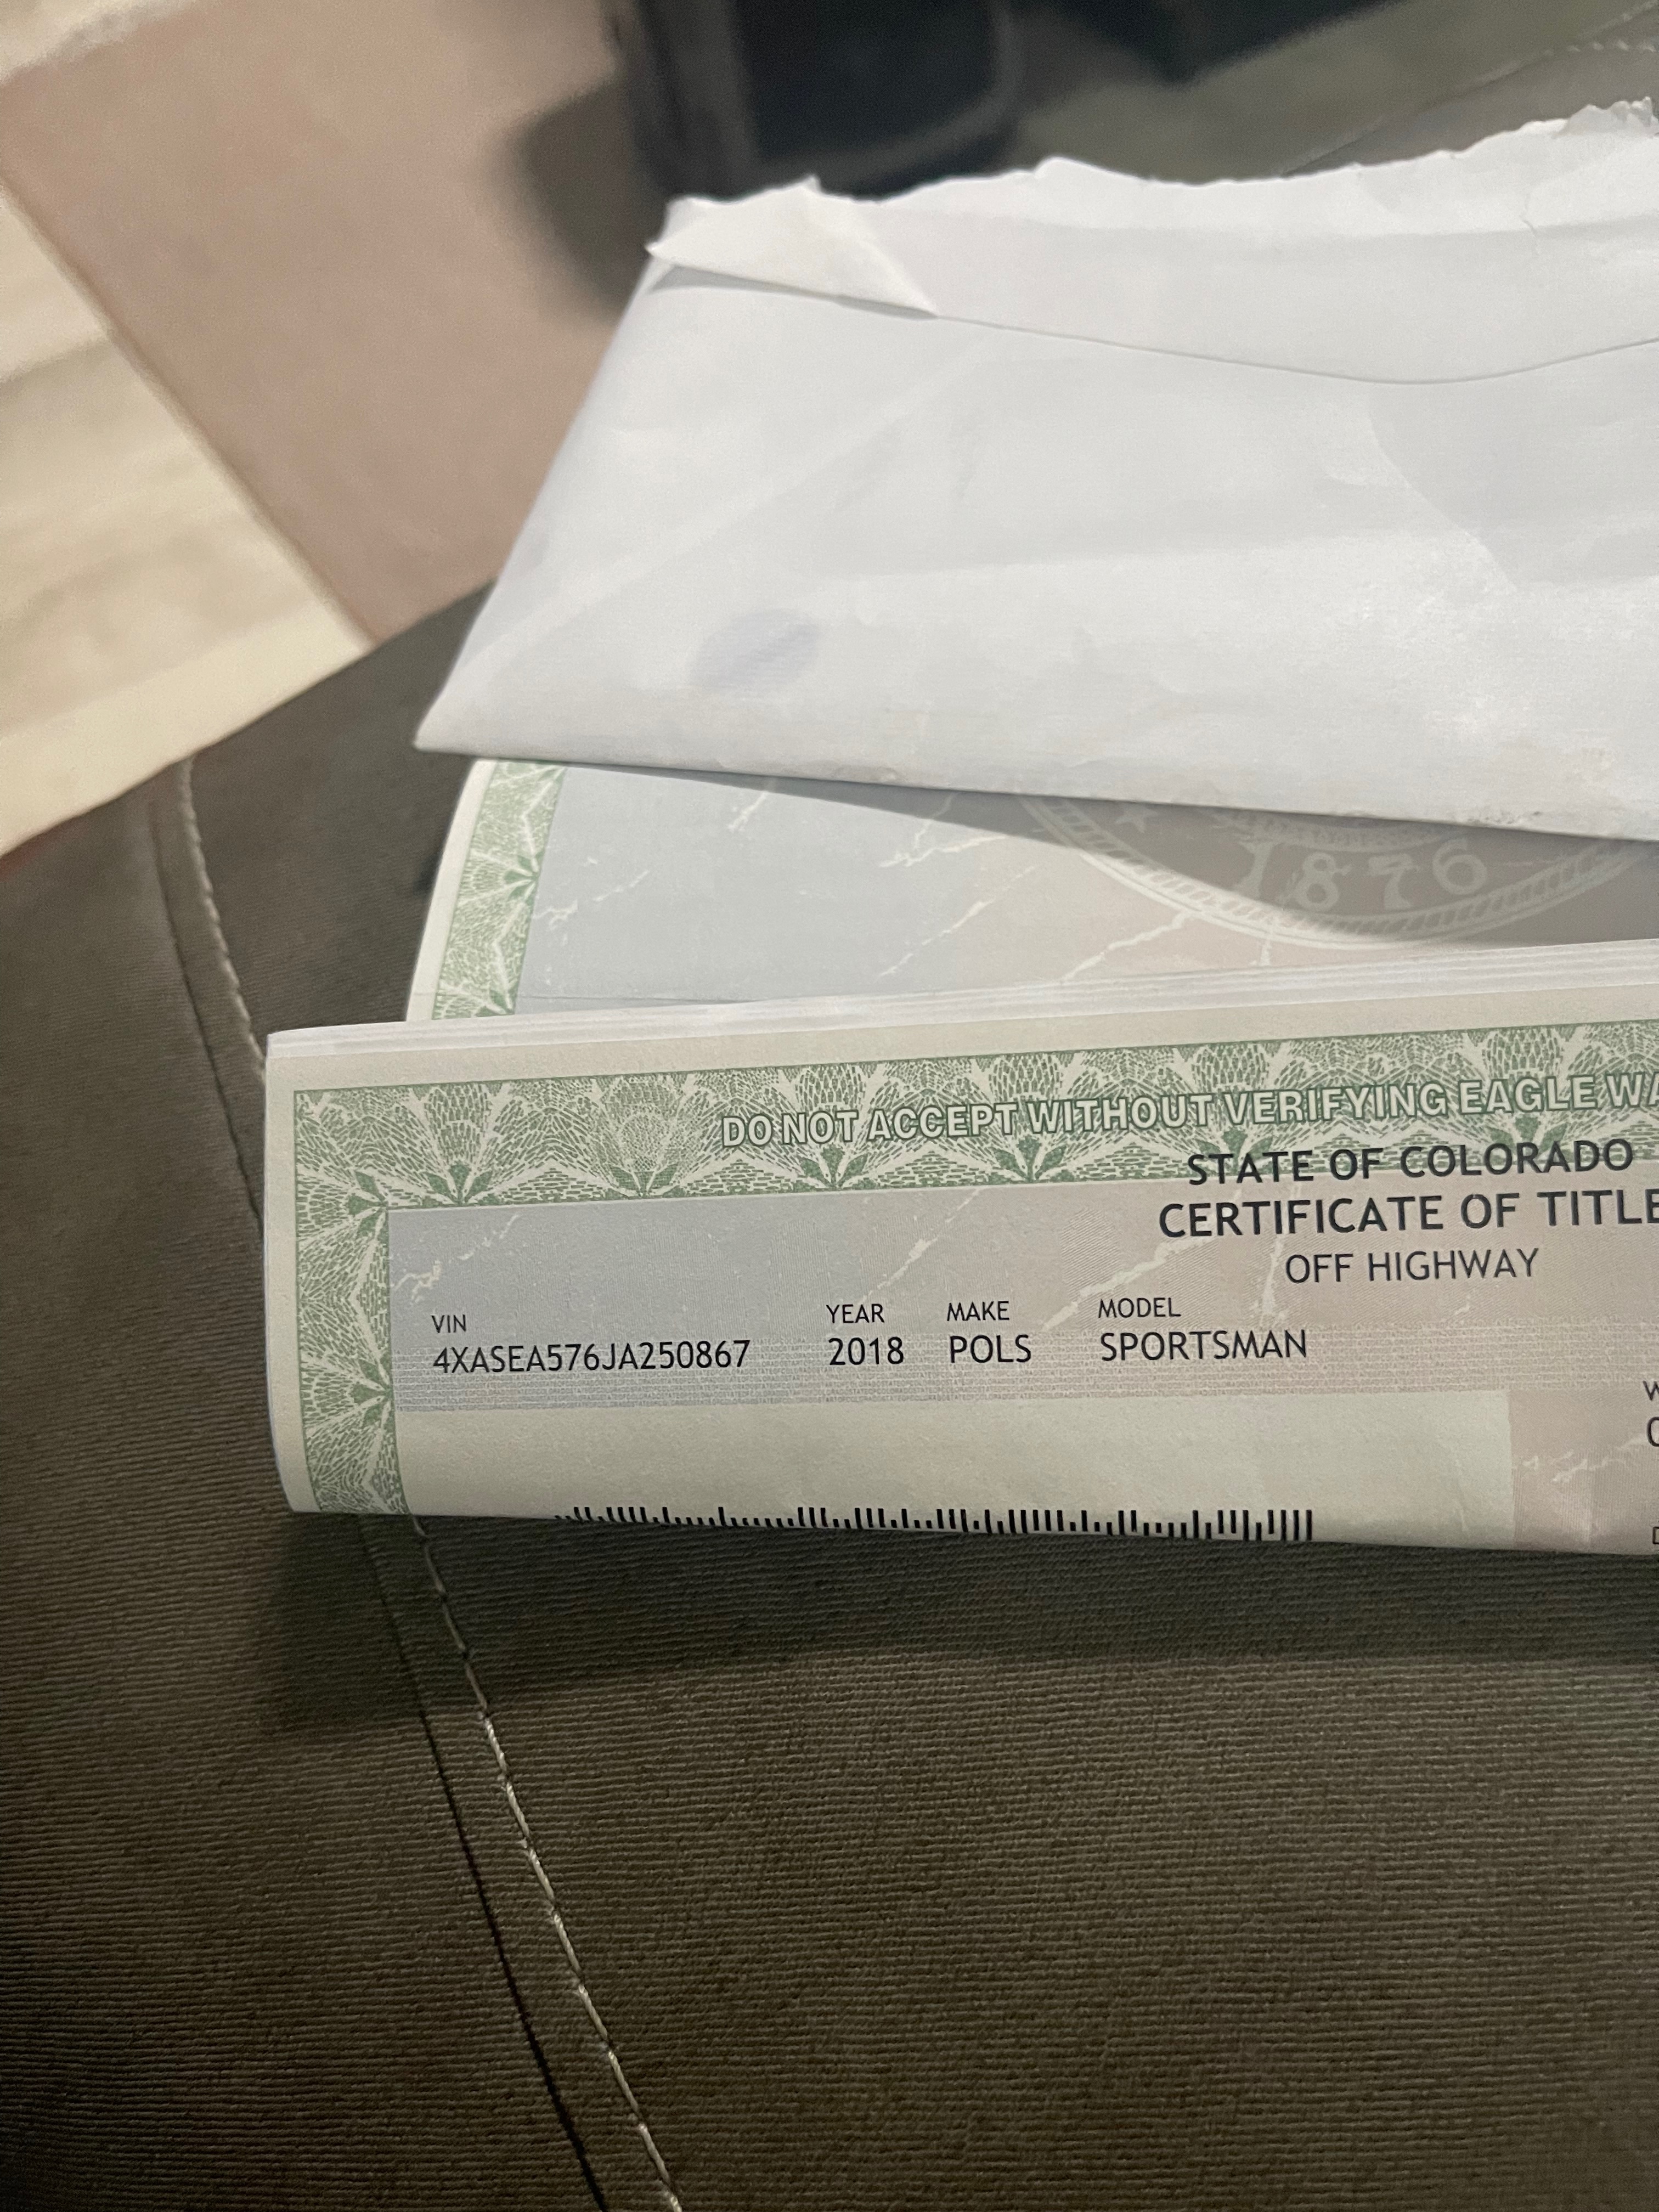 1876
DO NOT ACCEPT WITHOUT VERIFYING EAGLE
STATE OF COLORADO
CERTIFICATE OF TITLE
OFF HIGHWAY
VIN YEAR MAKE MODEL
4XASEA576JA250867 2018 POLS SPORTSMAN